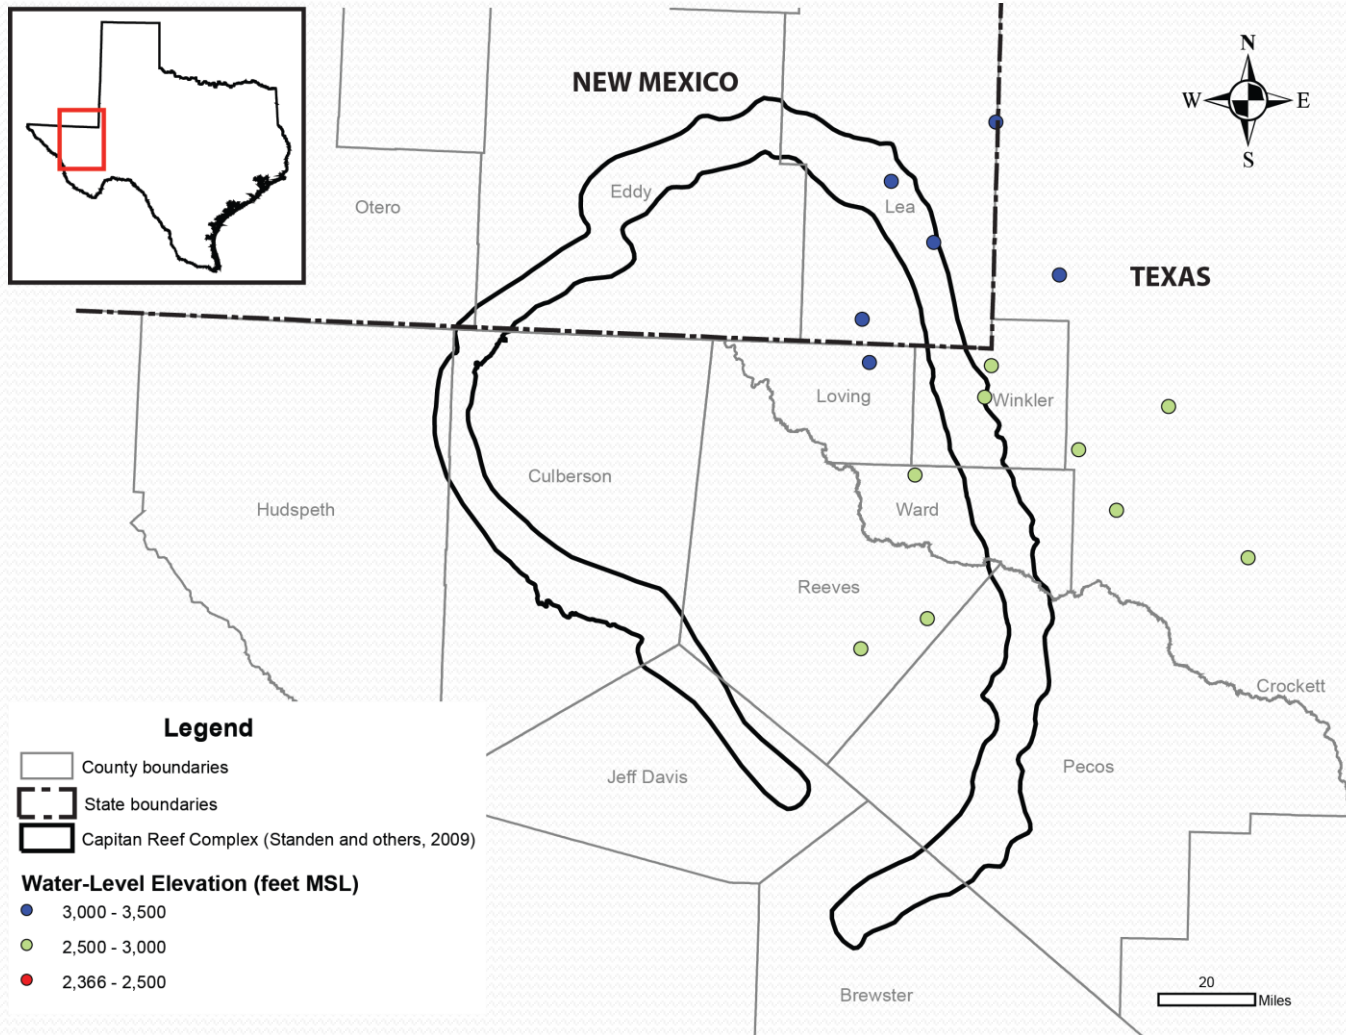 NEW MEXICO
N
W
E
S
Eddy
Otero
Lea
TEXAS
Loving
Winkler
Culberson
Hudspeth
Ward
Reeves
Crockett
Pecos
Jeff Davis
Brewster
Legend
County boundaries
State boundaries
Capitan Reef Complex (Standen and others, 2009)
Water-Level Elevation (feet MSL)
3,000 - 3,500
2,500 - 3,000
2,366 - 2,500
20
Miles